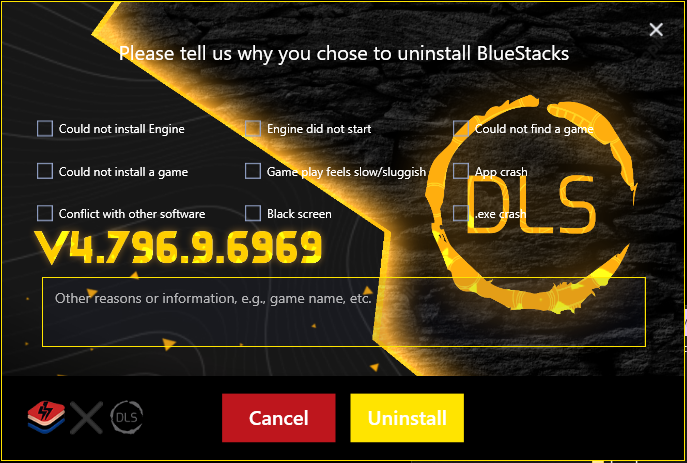 Please tell us why you chose to uninstall BlueStacks
Could not install Engine
Engine did not start
Could not find a game
Could not install a game
Game play feels slow/sluggish
App crash
Conflict with other software
Black screen
.exe crash
DLS
V4.796.9.6969
Other reasons or information, e.g., game name, etc.
DLS
Cancel
Uninstall